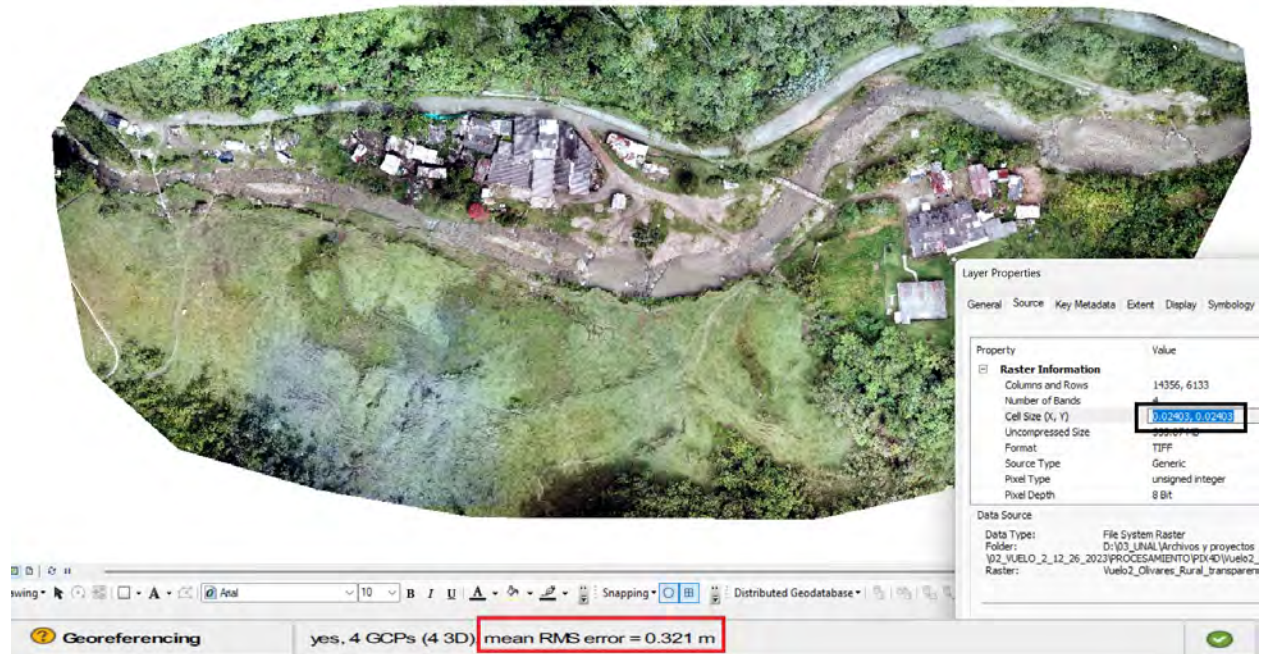 Layer Properties
General Source Key Metadata Extent Display Symbology
Property Value
Raster Information
Columns and Rows 14356, 6133
Number of Bands 4
Cell Size (X, Y) 0.02403, 0.02403
Uncompressed Size
Format TIFF
Source Type Generic
Pixel Type unsigned integer
Pixel Depth 8 Bit
Data Source
Data Type: File System Raster
Folder: D:\03_UNAL\Archivos y proyectos
\02_VUELO_2_12_26_2023\PROCESAMIENTO\PIX4D\Vuelo2_
Raster: Vuelo2_Olivares_Rural_transparen
awing A Arial 10 B I U A Snapping Distributed Geodatabase
Georeferencing yes, 4 GCPs (4 3D), mean RMS error = 0.321 m